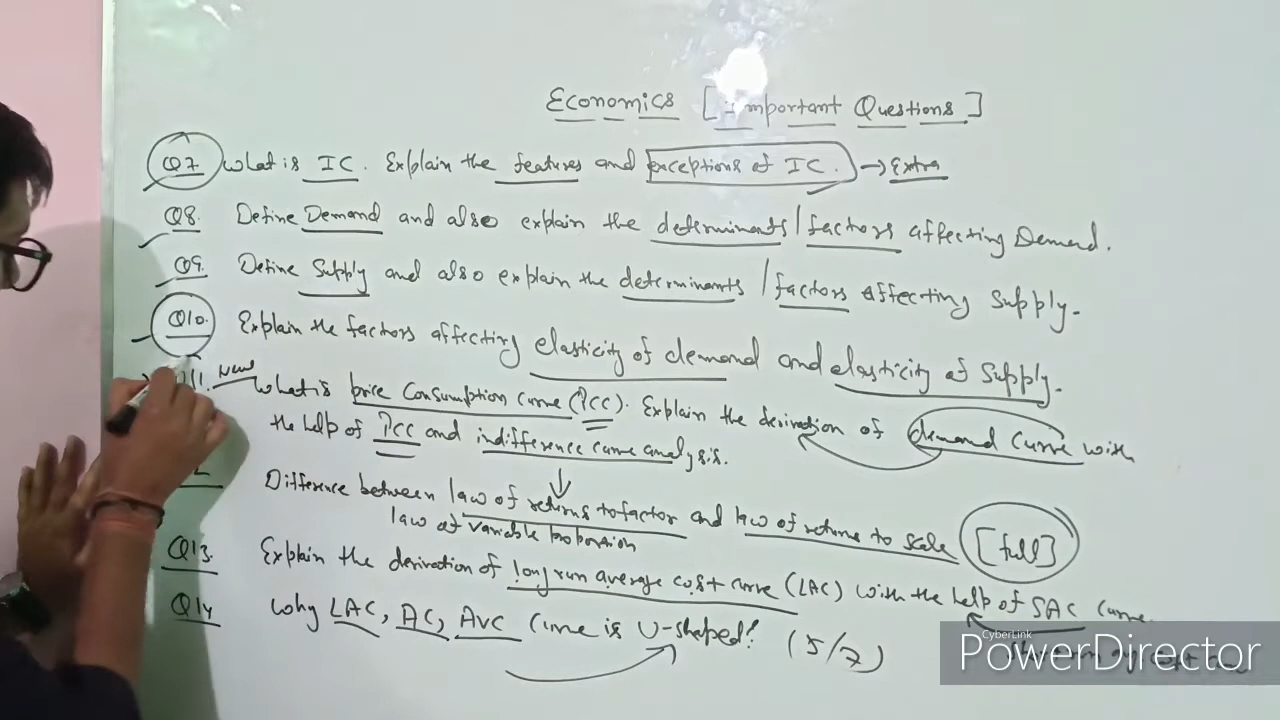 Economics [Important Questions]
Q7 What is IC. Explain the features and exceptions of IC. → Extra
Q8. Define Demand and also explain the determinants / factors affecting Demand.
Q9. Define Supply and also explain the determinants / factors affecting Supply.
Q10. Explain the factors affecting elasticity of demand and elasticity of Supply.
11. New What is price Consumption curve (PCC). Explain the derivation of demand curve with
the help of PCC and indifference curve analysis.
Difference between law of returns to factor and law of returns to scale [full]
law of variable proportion
Q13. Explain the derivation of long run average cost curve (LAC) with the help of SAC curve.
Q14 Why LAC, AC, AVC Curve is U-shaped? (5/7)
CyberLink
PowerDirector